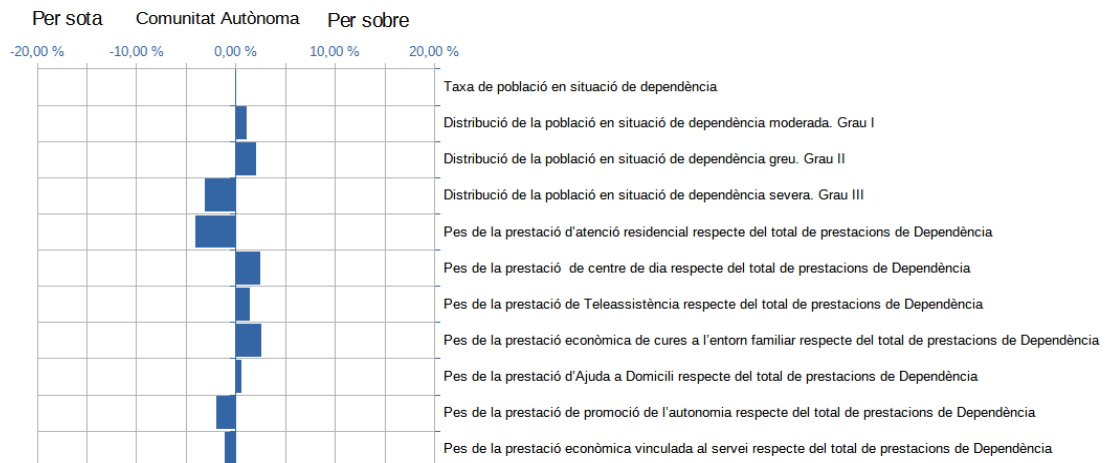 Per sota Comunitat Autònoma Per sobre
-20,00 % -10,00 % 0,00 % 10,00 % 20,00 %
Taxa de població en situació de dependència
Distribució de la població en situació de dependència moderada. Grau I
Distribució de la població en situació de dependència greu. Grau II
Distribució de la població en situació de dependència severa. Grau III
Pes de la prestació d’atenció residencial respecte del total de prestacions de Dependència
Pes de la prestació  de centre de dia respecte del total de prestacions de Dependència
Pes de la prestació de Teleassistència respecte del total de prestacions de Dependència
Pes de la prestació econòmica de cures a l’entorn familiar respecte del total de prestacions de Dependència
Pes de la prestació d’Ajuda a Domicili respecte del total de prestacions de Dependència
Pes de la prestació de promoció de l’autonomia respecte del total de prestacions de Dependència
Pes de la prestació econòmica vinculada al servei respecte del total de prestacions de Dependència